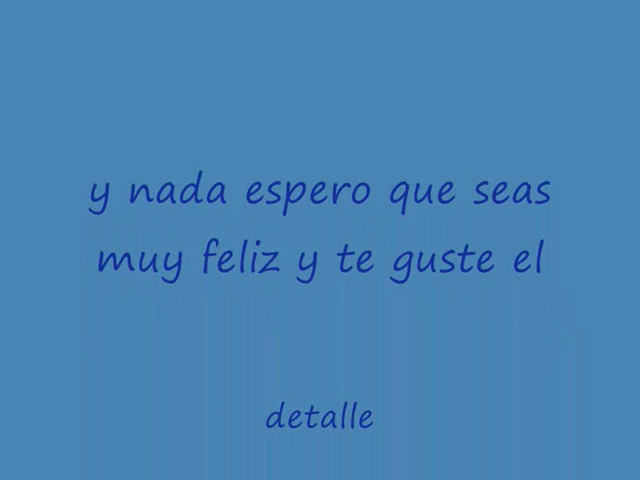 y nada espero que seas
muy feliz y te guste el
detalle